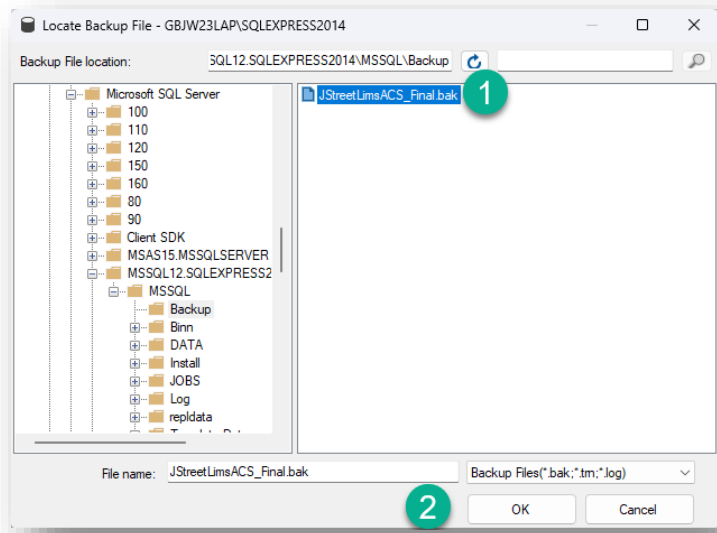 Locate Backup File - GBJW23LAP\SQLEXPRESS2014
Backup File location:
SQL12.SQLEXPRESS2014\MSSQL\Backup
Microsoft SQL Server
100
110
120
150
160
80
90
Client SDK
MSAS15.MSSQLSERVER
MSSQL12.SQLEXPRESS2
MSSQL
Backup
Binn
DATA
Install
JOBS
Log
repldata
JStreetLimsACS_Final.bak
1
File name:
JStreetLimsACS_Final.bak
Backup Files(*.bak;*.trn;*.log)
2
OK
Cancel